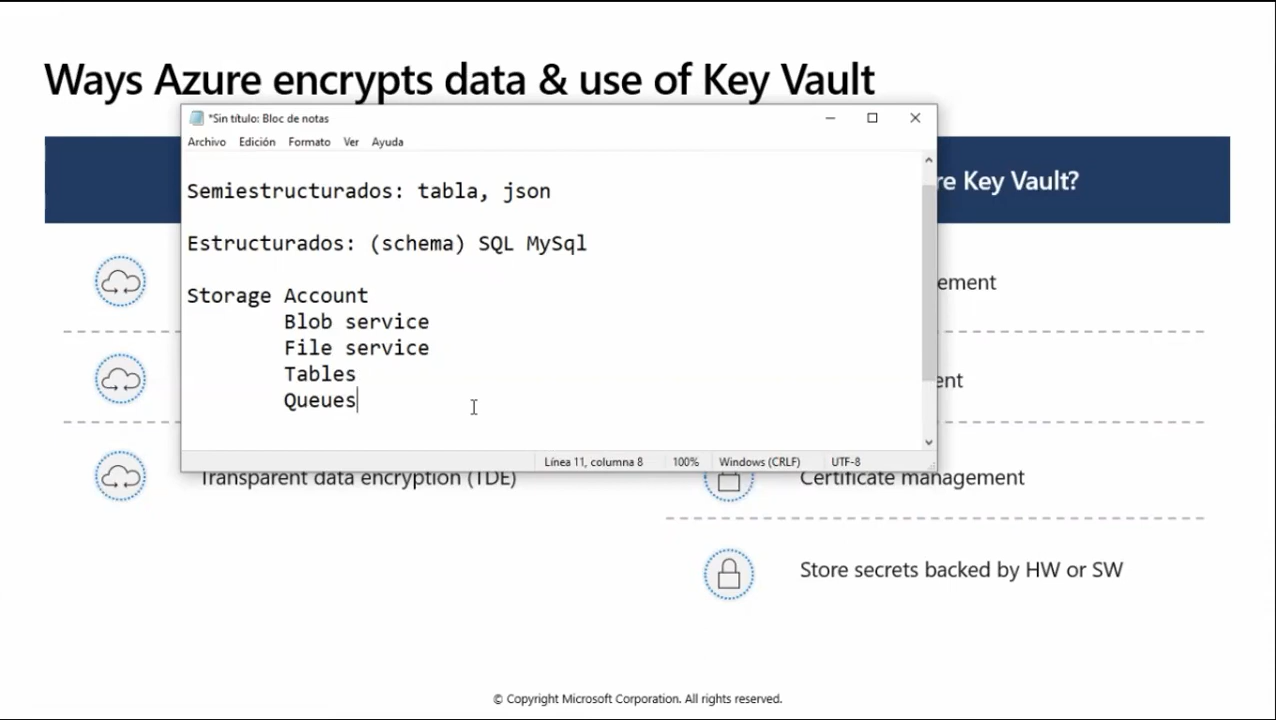 Ways Azure encrypts data & use of Key Vault
*Sin título: Bloc de notas
Archivo Edición Formato Ver Ayuda
Semiestructurados: tabla, json
Estructurados: (schema) SQL MySql
Storage Account
Blob service
File service
Tables
Queues
Línea 11, columna 8 100% Windows (CRLF) UTF-8
Key Vault?
Transparent data encryption (TDE)
Certificate management
Store secrets backed by HW or SW
© Copyright Microsoft Corporation. All rights reserved.